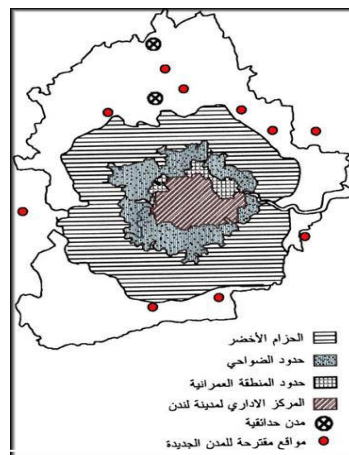 الحزام الأخضر
حدود الضواحي
حدود المنطقة العمرانية
المركز الاداري لمدينة لندن
مدن حدائقية
مواقع مقترحة للمدن الجديدة